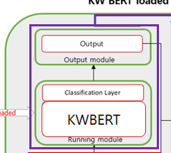 KW BERT loaded
Output
Output module
Classification Layer
KWBERT
Running module